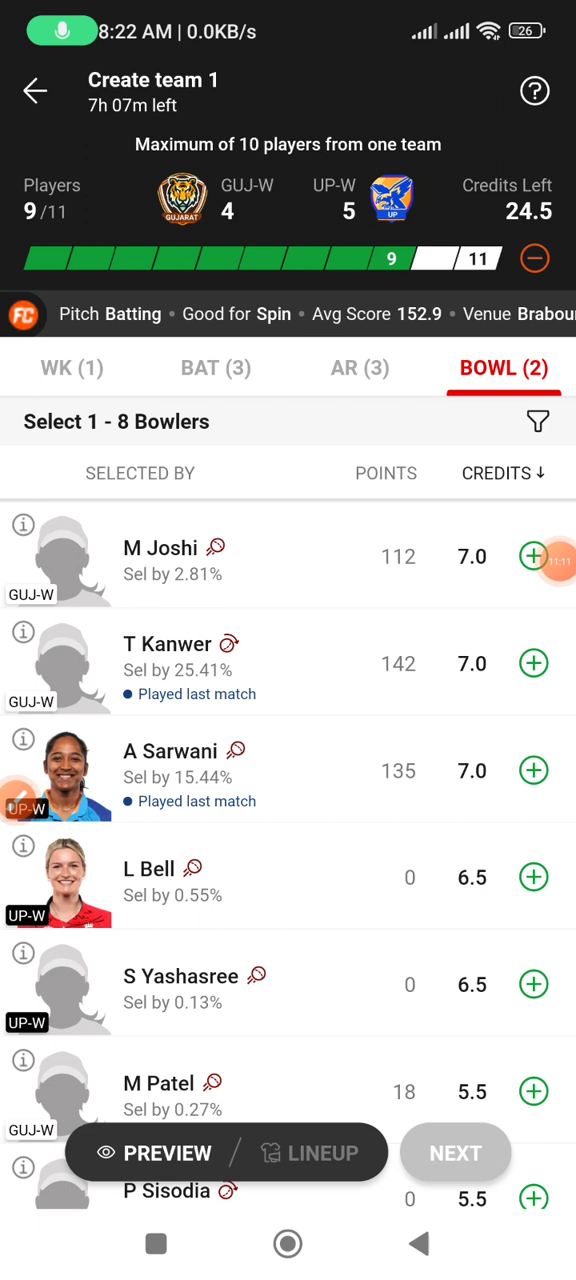 8:22 AM | 0.0KB/s
26
Create team 1
7h 07m left
Maximum of 10 players from one team
Players
9/11
GUJARAT
GUJ-W
4
UP-W
5
UP
Credits Left
24.5
9
11
FC
Pitch Batting • Good for Spin • Avg Score 152.9 • Venue Brabou
WK (1)
BAT (3)
AR (3)
BOWL (2)
Select 1 - 8 Bowlers
SELECTED BY
POINTS
CREDITS ↓
M Joshi
Sel by 2.81%
112
7.0
11:11
GUJ-W
T Kanwer
Sel by 25.41%
Played last match
142
7.0
GUJ-W
A Sarwani
Sel by 15.44%
Played last match
135
7.0
UP-W
L Bell
Sel by 0.55%
0
6.5
UP-W
S Yashasree
Sel by 0.13%
0
6.5
UP-W
M Patel
Sel by 0.27%
18
5.5
GUJ-W
PREVIEW
LINEUP
NEXT
P Sisodia
0
5.5